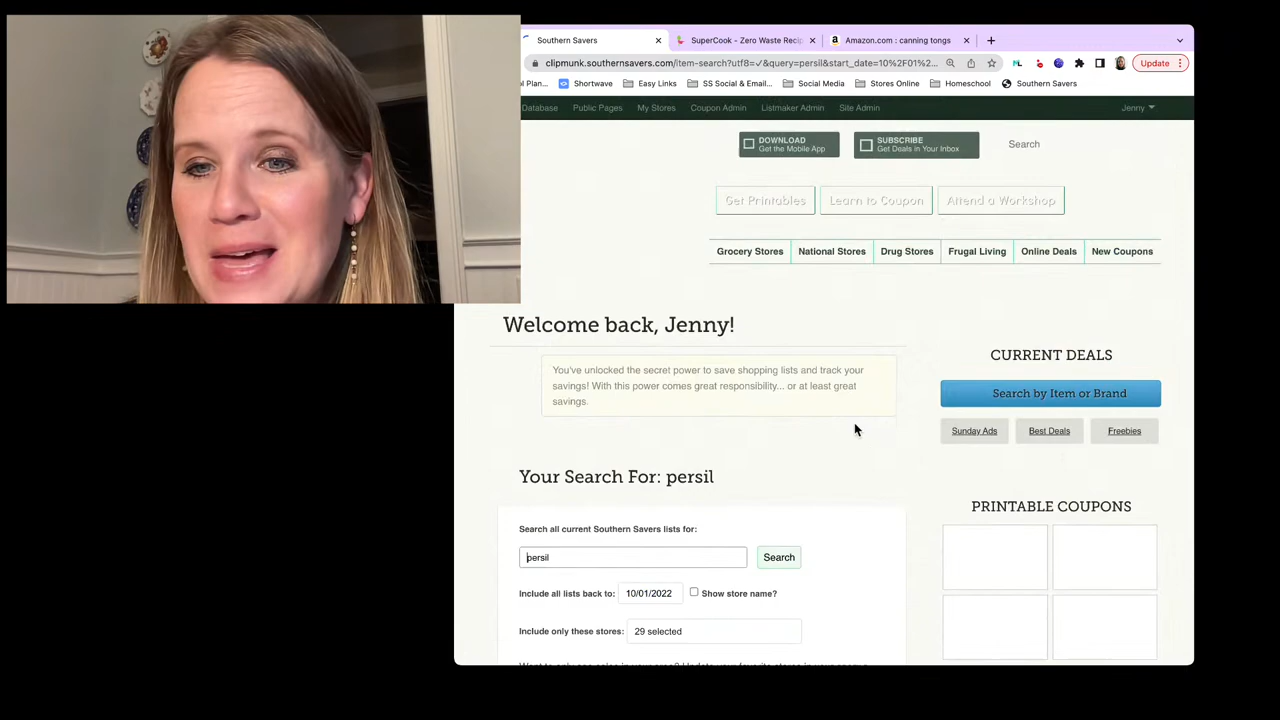 Southern Savers
SuperCook - Zero Waste Recip
Amazon.com : canning tongs
clipmunk.southernsavers.com/item-search?utf8=✓&query=persil&start_date=10%2F01%2...
Update
ol Plan...
Shortwave
Easy Links
SS Social & Email...
Social Media
Stores Online
Homeschool
Southern Savers
Database
Public Pages
My Stores
Coupon Admin
Listmaker Admin
Site Admin
Jenny
DOWNLOAD
Get the Mobile App
SUBSCRIBE
Get Deals in Your Inbox
Search
Get Printables
Learn to Coupon
Attend a Workshop
Grocery Stores
National Stores
Drug Stores
Frugal Living
Online Deals
New Coupons
Welcome back, Jenny!
You've unlocked the secret power to save shopping lists and track your
savings! With this power comes great responsibility... or at least great
savings.
CURRENT DEALS
Search by Item or Brand
Sunday Ads
Best Deals
Freebies
Your Search For: persil
Search all current Southern Savers lists for:
persil
Search
Include all lists back to:
10/01/2022
Show store name?
Include only these stores:
29 selected
PRINTABLE COUPONS